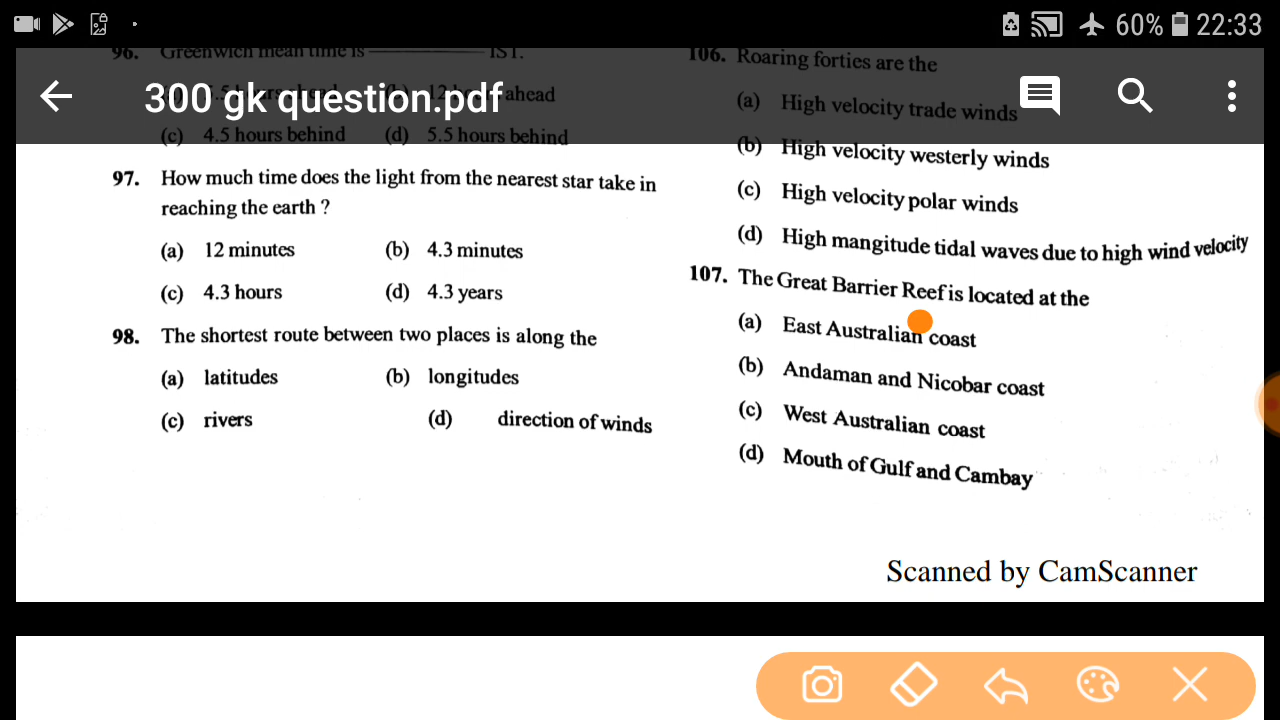 60% 22:33
96. Greenwich mean time is ________ IST.
300 gk question.pdf
ahead
(c) 4.5 hours behind (d) 5.5 hours behind
97. How much time does the light from the nearest star take in
reaching the earth ?
(a) 12 minutes (b) 4.3 minutes
(c) 4.3 hours (d) 4.3 years
98. The shortest route between two places is along the
(a) latitudes (b) longitudes
(c) rivers (d) direction of winds
106. Roaring forties are the
(a) High velocity trade winds
(b) High velocity westerly winds
(c) High velocity polar winds
(d) High mangitude tidal waves due to high wind velocity
107. The Great Barrier Reef is located at the
(a) East Australian coast
(b) Andaman and Nicobar coast
(c) West Australian coast
(d) Mouth of Gulf and Cambay
Scanned by CamScanner